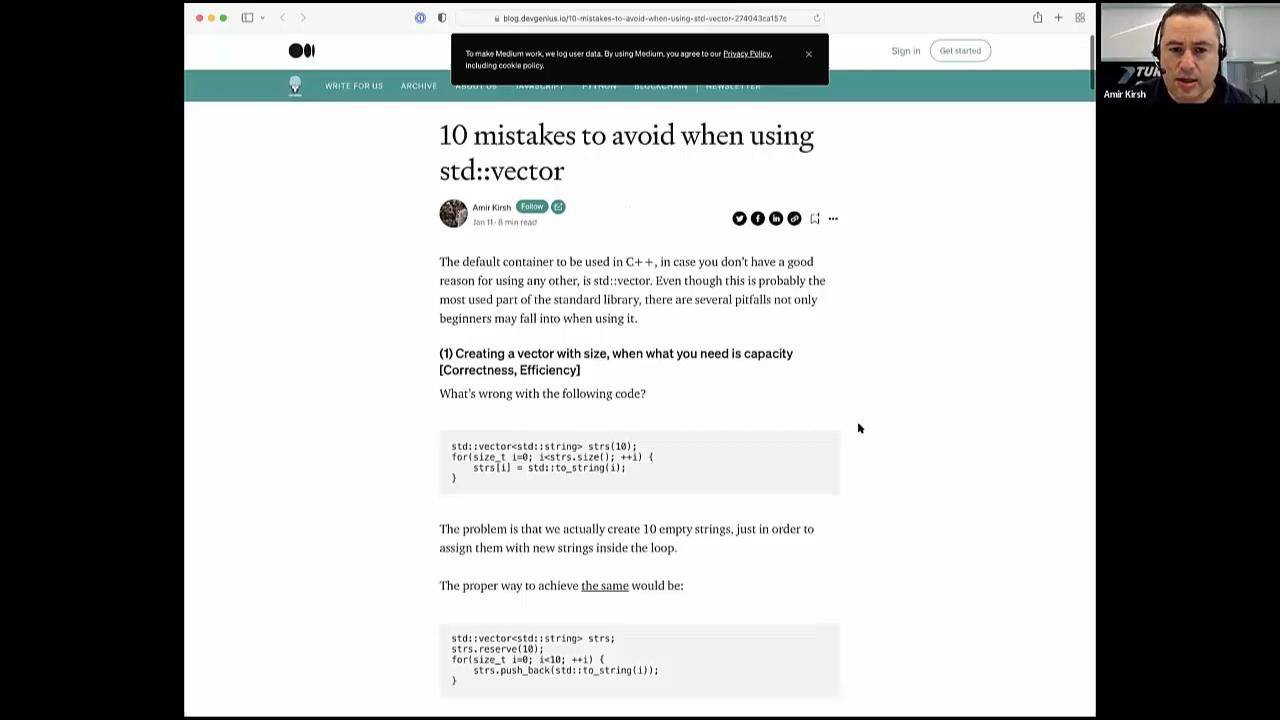 blog.devgenius.io/10-mistakes-to-avoid-when-using-std-vector-274043ca157c
To make Medium work, we log user data. By using Medium, you agree to our Privacy Policy,
including cookie policy.
Sign in
Get started
WRITE FOR US
ARCHIVE
ABOUT US
JAVASCRIPT
PYTHON
BLOCKCHAIN
NEWSLETTER
10 mistakes to avoid when using
std::vector
Amir Kirsh
Follow
Jan 11 · 8 min read
The default container to be used in C++, in case you don't have a good
reason for using any other, is std::vector. Even though this is probably the
most used part of the standard library, there are several pitfalls not only
beginners may fall into when using it.
(1) Creating a vector with size, when what you need is capacity
[Correctness, Efficiency]
What's wrong with the following code?
std::vector<std::string> strs(10);
for(size_t i=0; i<strs.size(); ++i) {
    strs[i] = std::to_string(i);
}
The problem is that we actually create 10 empty strings, just in order to
assign them with new strings inside the loop.
The proper way to achieve the same would be:
std::vector<std::string> strs;
strs.reserve(10);
for(size_t i=0; i<10; ++i) {
    strs.push_back(std::to_string(i));
}
Amir Kirsh